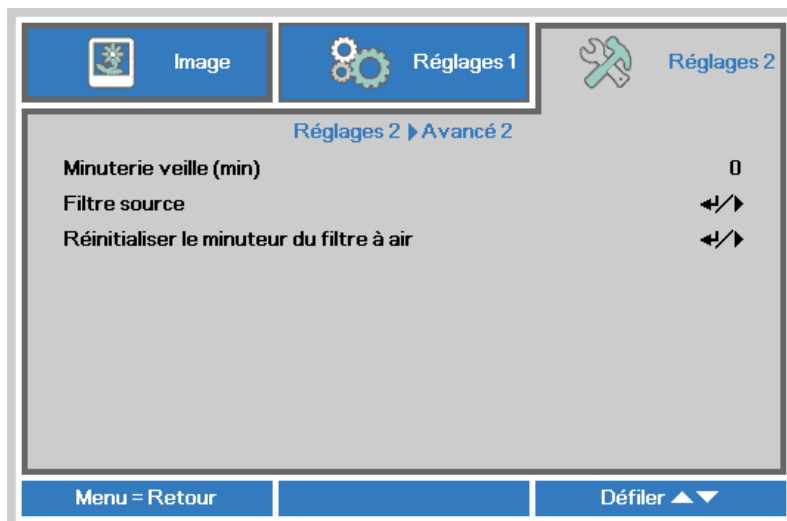 Image
Réglages 1
Réglages 2
Réglages 2 ▶ Avancé 2
Minuterie veille (min) 0
Filtre source ↵/▶
Réinitialiser le minuteur du filtre à air ↵/▶
Menu = Retour
Défiler ▲▼